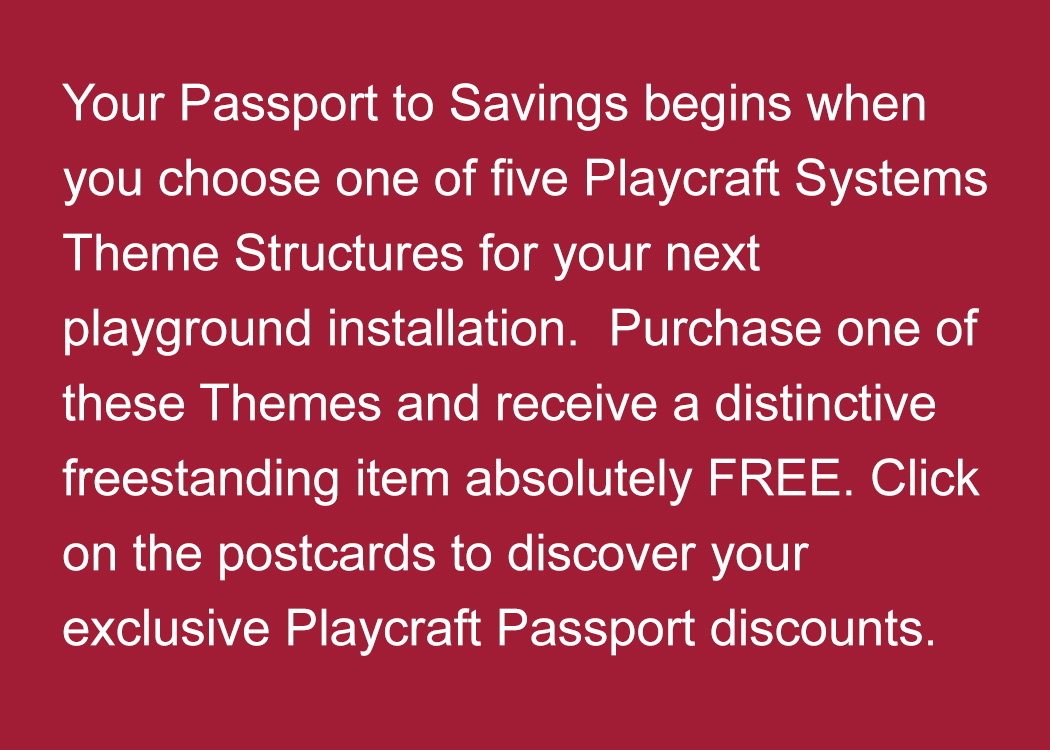 Your Passport to Savings begins when
you choose one of five Playcraft Systems
Theme Structures for your next
playground installation.  Purchase one of
these Themes and receive a distinctive
freestanding item absolutely FREE. Click
on the postcards to discover your
exclusive Playcraft Passport discounts.